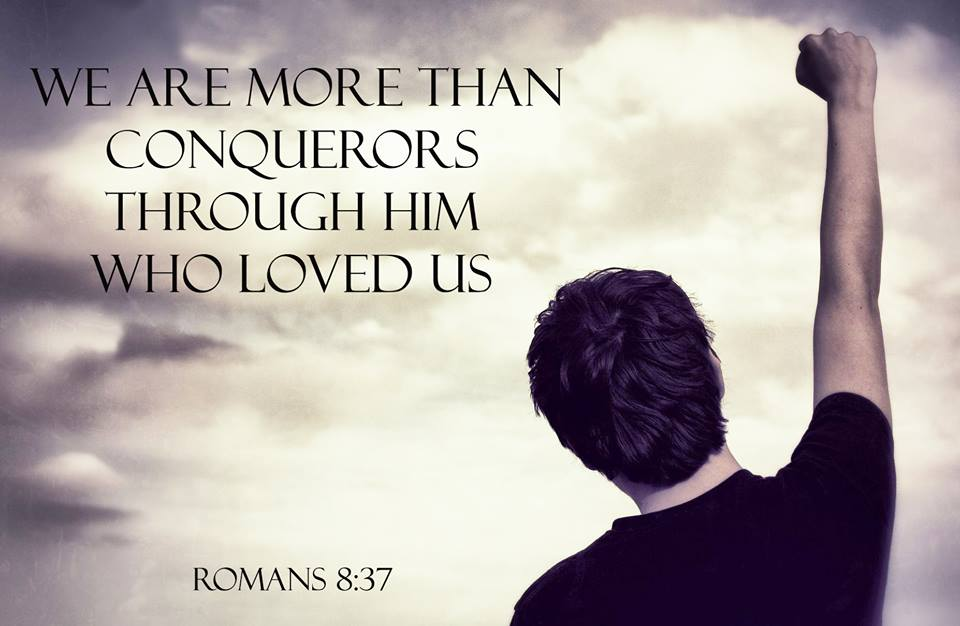 WE ARE MORE THAN
CONQUERORS
THROUGH HIM
WHO LOVED US
ROMANS 8:37